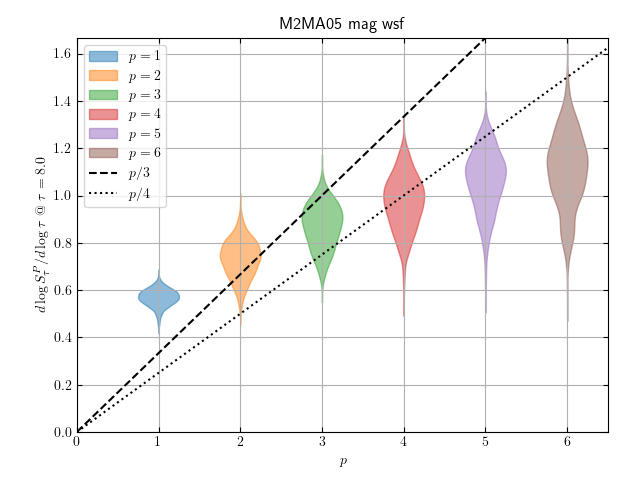 M2MA05 mag wsf
1.6
1.4
1.2
1.0
0.8
0.6
0.4
0.2
0.0
d log S_τ^P / d log τ @ τ = 8.0
p = 1
p = 2
p = 3
p = 4
p = 5
p = 6
p/3
p/4
0 1 2 3 4 5 6
p